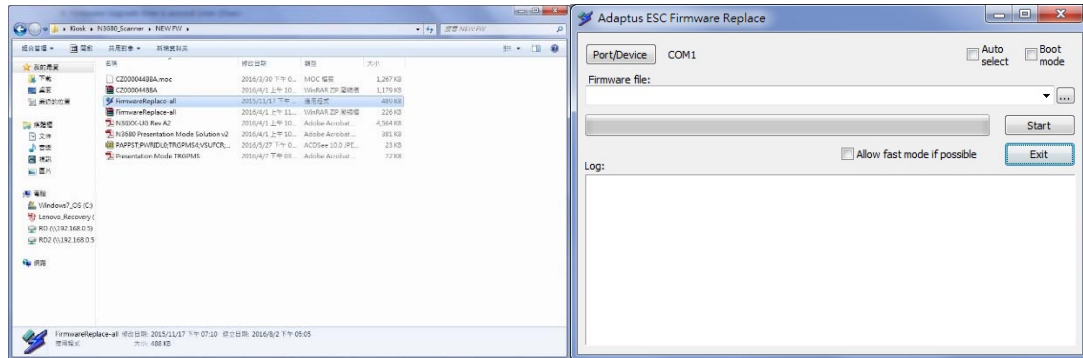 Kiosk ▸ N3680_Scanner ▸ NEW FW ▸
搜尋 NEW FW
組合管理 ▾
開啟
共用對象 ▾
新增資料夾
名稱 修改日期 類型 大小
我的最愛
下載
桌面
最近的位置
媒體櫃
文件
音樂
視訊
圖片
電腦
Windows7_OS (C:)
Lenovo_Recovery (
RD (\\192.168.0.5)
RD2 (\\192.168.0.5
網路
CZ000044BBA.moc 2016/3/30 下午 0... MOC 檔案 1,267 KB
CZ000044BBA 2016/4/1 上午 10... WinRAR ZIP 壓縮檔 1,179 KB
FirmwareReplace-all 2015/11/17 下午 ... 應用程式 489 KB
FirmwareReplace-all 2016/4/1 上午 11... WinRAR ZIP 壓縮檔 226 KB
N36XX-UG Rev A2 2016/4/1 上午 10... Adobe Acrobat... 4,564 KB
N3680 Presentation Mode Solution v2 2016/4/1 上午 10... Adobe Acrobat... 381 KB
PAPPST;PWRIDL0;TRGPMS4;VSUFCR;... 2016/5/27 下午 0... ACDSee 10.0 JPE... 23 KB
Presentation Mode TRGPMS 2016/4/7 下午 03... Adobe Acrobat... 72 KB
FirmwareReplace-all 修改日期: 2015/11/17 下午 07:10 建立日期: 2016/8/2 下午 05:05
應用程式 大小: 488 KB
Adaptus ESC Firmware Replace
Port/Device COM1
Auto select
Boot mode
Firmware file:
...
Start
Allow fast mode if possible
Exit
Log: